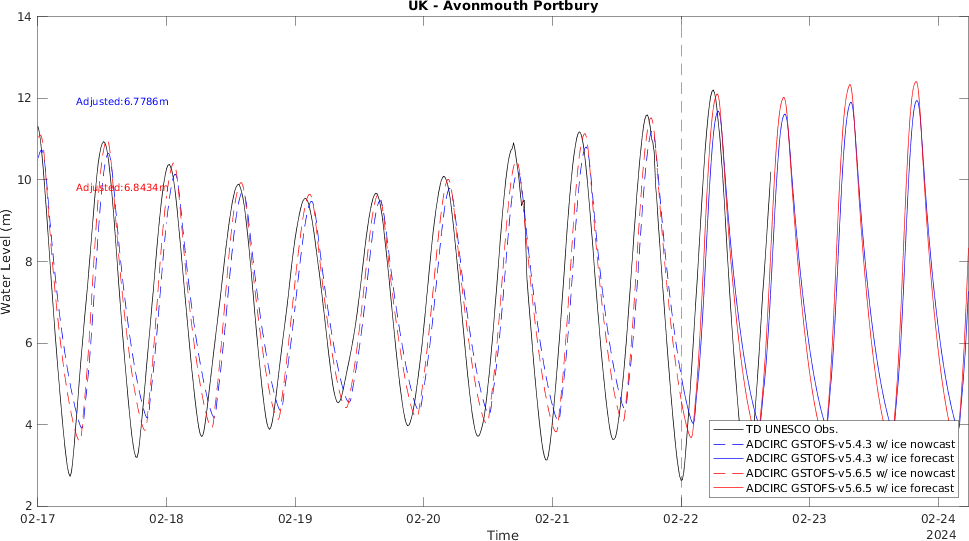 UK - Avonmouth Portbury
14
12
10
8
6
4
2
Water Level (m)
Adjusted:6.7786m
Adjusted:6.8434m
TD UNESCO Obs.
ADCIRC GSTOFS-v5.4.3 w/ ice nowcast
ADCIRC GSTOFS-v5.4.3 w/ ice forecast
ADCIRC GSTOFS-v5.6.5 w/ ice nowcast
ADCIRC GSTOFS-v5.6.5 w/ ice forecast
02-17 02-18 02-19 02-20 02-21 02-22 02-23 02-24
Time
2024